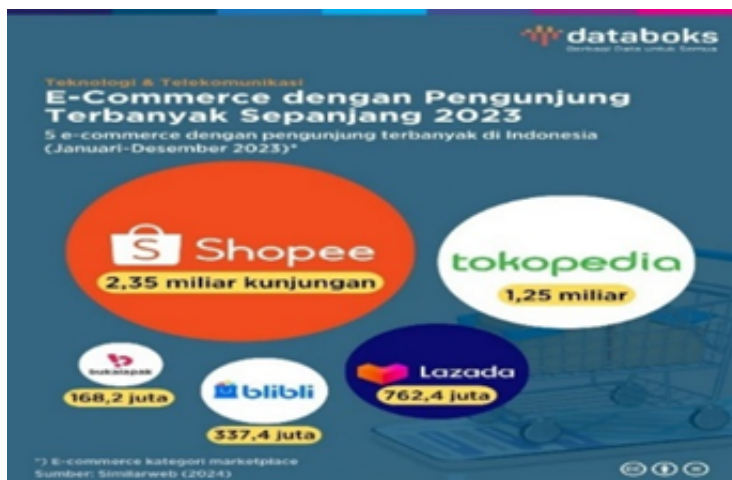 databoks
Berbagi Data untuk Semua
Teknologi & Telekomunikasi
E-Commerce dengan Pengunjung
Terbanyak Sepanjang 2023
5 e-commerce dengan pengunjung terbanyak di Indonesia
(Januari-Desember 2023)*
S Shopee
2,35 miliar kunjungan
tokopedia
1,25 miliar
bukalapak
168,2 juta
blibli
337,4 juta
Lazada
762,4 juta
*) E-commerce kategori marketplace
Sumber: Similarweb (2024)